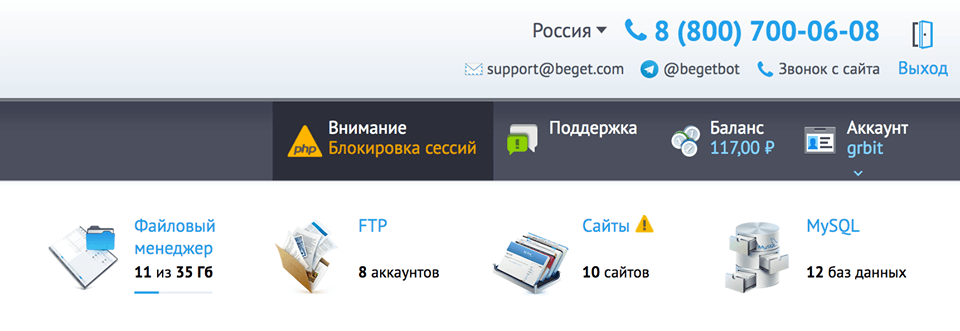 Россия
8 (800) 700-06-08
support@beget.com
@begetbot
Звонок с сайта
Выход
php
Внимание
Блокировка сессий
Поддержка
Баланс
117,00 ₽
Аккаунт
grbit
Файловый
менеджер
11 из 35 Гб
FTP
8 аккаунтов
Сайты
10 сайтов
MySQL
12 баз данных